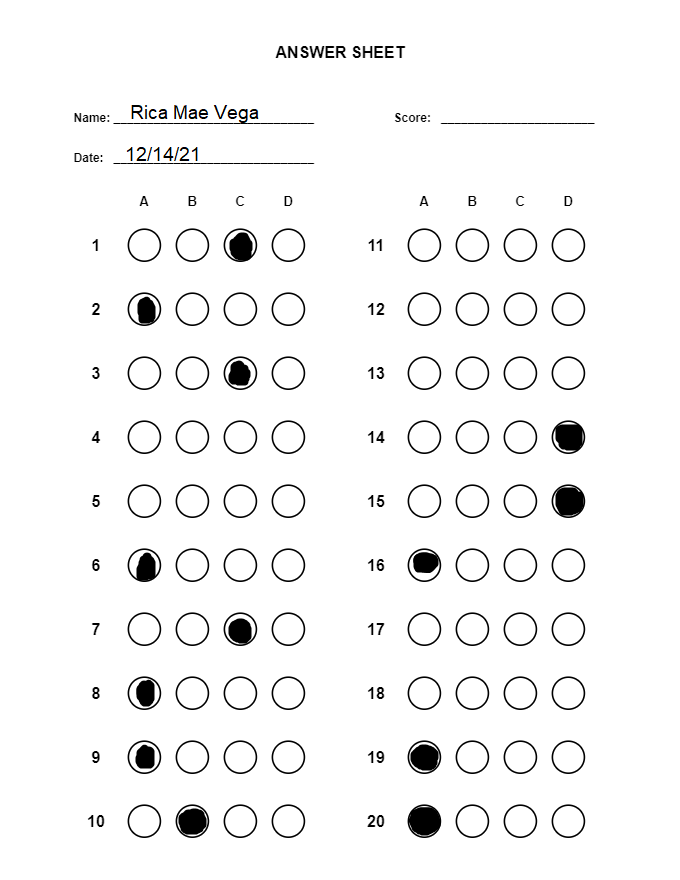 ANSWER SHEET
Name: Rica Mae Vega Score:
Date: 12/14/21
A B C D A B C D
1 11
2 12
3 13
4 14
5 15
6 16
7 17
8 18
9 19
10 20